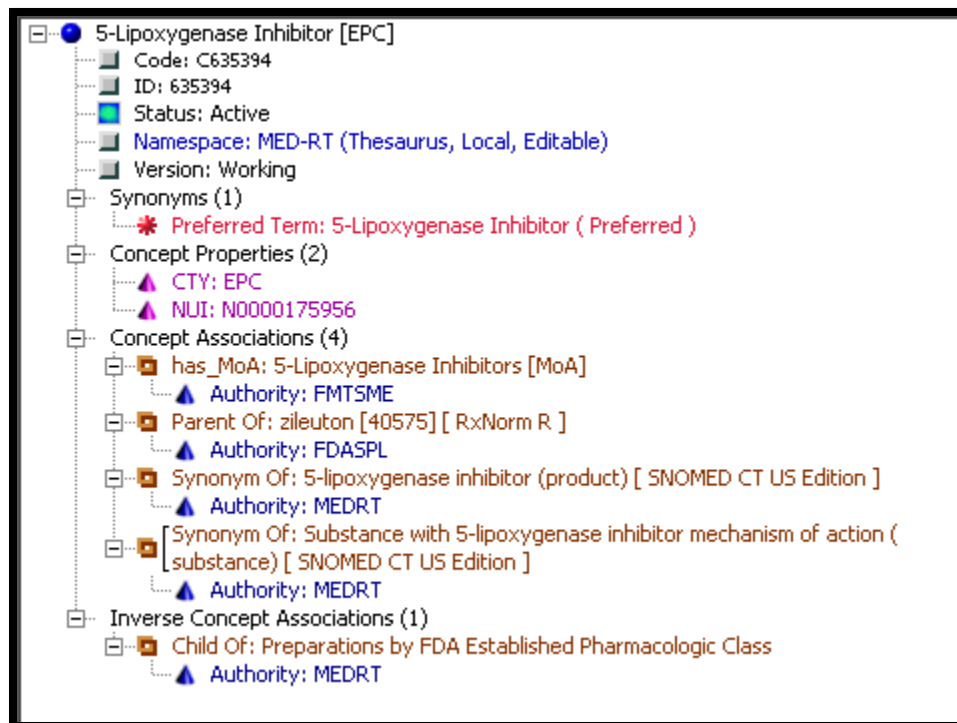 5-Lipoxygenase Inhibitor [EPC]
Code: C635394
ID: 635394
Status: Active
Namespace: MED-RT (Thesaurus, Local, Editable)
Version: Working
Synonyms (1)
Preferred Term: 5-Lipoxygenase Inhibitor ( Preferred )
Concept Properties (2)
CTY: EPC
NUI: N0000175956
Concept Associations (4)
has_MoA: 5-Lipoxygenase Inhibitors [MoA]
Authority: FMTSME
Parent Of: zileuton [40575] [ RxNorm R ]
Authority: FDASPL
Synonym Of: 5-lipoxygenase inhibitor (product) [ SNOMED CT US Edition ]
Authority: MEDRT
Synonym Of: Substance with 5-lipoxygenase inhibitor mechanism of action (
substance) [ SNOMED CT US Edition ]
Authority: MEDRT
Inverse Concept Associations (1)
Child Of: Preparations by FDA Established Pharmacologic Class
Authority: MEDRT